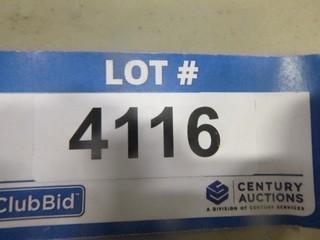 LOT #
4116
ClubBid
CENTURY
AUCTIONS
A DIVISION OF CENTURY SERVICES